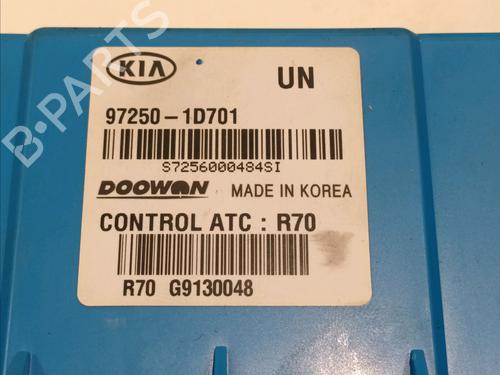 KIA
UN
97250-1D701
S7256000484SI
DOOWON MADE IN KOREA
CONTROL ATC : R70
R70 G9130048
B-PARTS